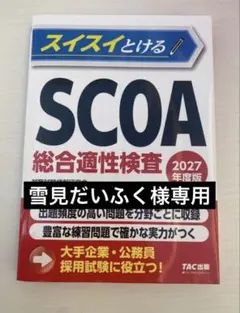 スイスイとける
SCOA
総合適性検査
2027
年度版
雪見だいふく様専用
出題頻度の高い問題を分野ごとに収録
豊富な練習問題で確かな実力がつく
大手企業・公務員
採用試験に役立つ!
TAC出版